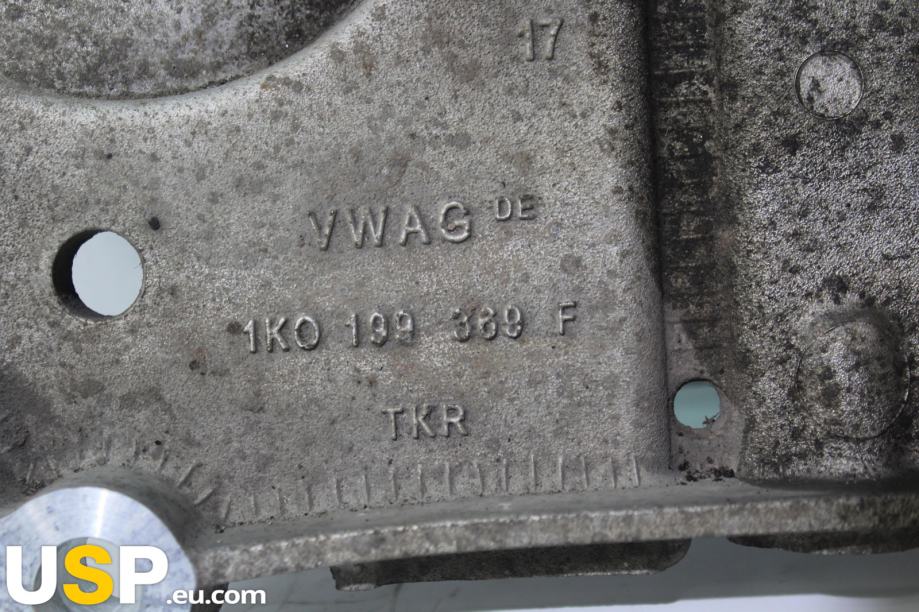 17
VWAG DE
1K0 199 369 F
TKR
USP.eu.com